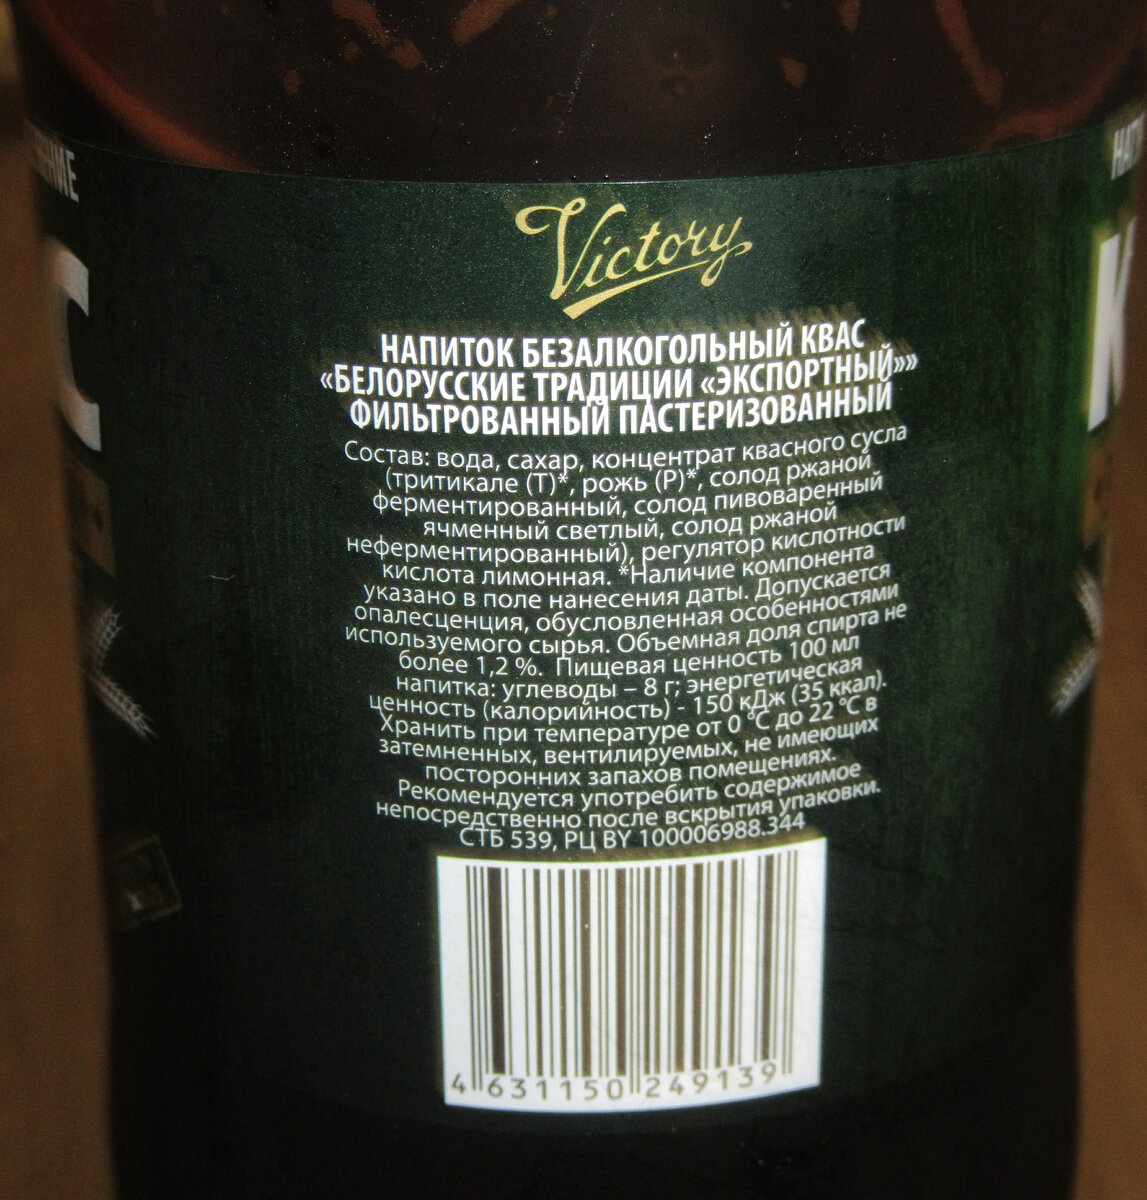 Victory
НАПИТОК БЕЗАЛКОГОЛЬНЫЙ КВАС
«БЕЛОРУССКИЕ ТРАДИЦИИ «ЭКСПОРТНЫЙ»»
ФИЛЬТРОВАННЫЙ ПАСТЕРИЗОВАННЫЙ
Состав: вода, сахар, концентрат квасного сусла
(тритикале (Т)*, рожь (Р)*, солод ржаной
ферментированный, солод пивоваренный
ячменный светлый, солод ржаной
неферментированный), регулятор кислотности
кислота лимонная. *Наличие компонента
указано в поле нанесения даты. Допускается
опалесценция, обусловленная особенностями
используемого сырья. Объемная доля спирта не
более 1,2 %. Пищевая ценность 100 мл
напитка: углеводы – 8 г; энергетическая
ценность (калорийность) - 150 кДж (35 ккал).
Хранить при температуре от 0 °С до 22 °С в
затемненных, вентилируемых, не имеющих
посторонних запахов помещениях.
Рекомендуется употребить содержимое
непосредственно после вскрытия упаковки.
СТБ 539, РЦ BY 100006988.344
4 631150 249139